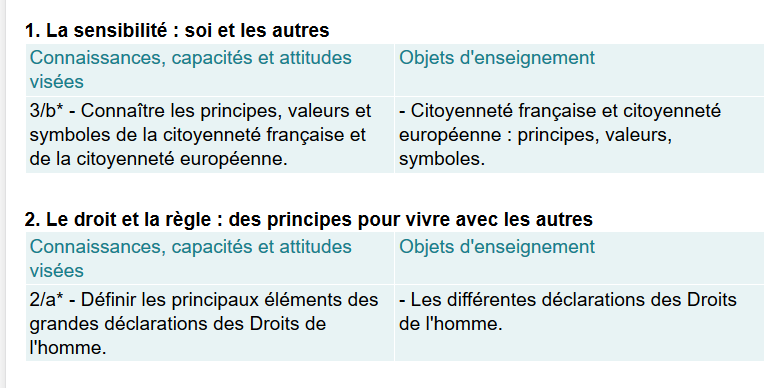 1. La sensibilité : soi et les autres
Connaissances, capacités et attitudes visées
Objets d'enseignement
3/b* - Connaître les principes, valeurs et
symboles de la citoyenneté française et
de la citoyenneté européenne.
- Citoyenneté française et citoyenneté
européenne : principes, valeurs,
symboles.
2. Le droit et la règle : des principes pour vivre avec les autres
Connaissances, capacités et attitudes
visées
Objets d'enseignement
2/a* - Définir les principaux éléments des
grandes déclarations des Droits de
l'homme.
- Les différentes déclarations des Droits
de l'homme.